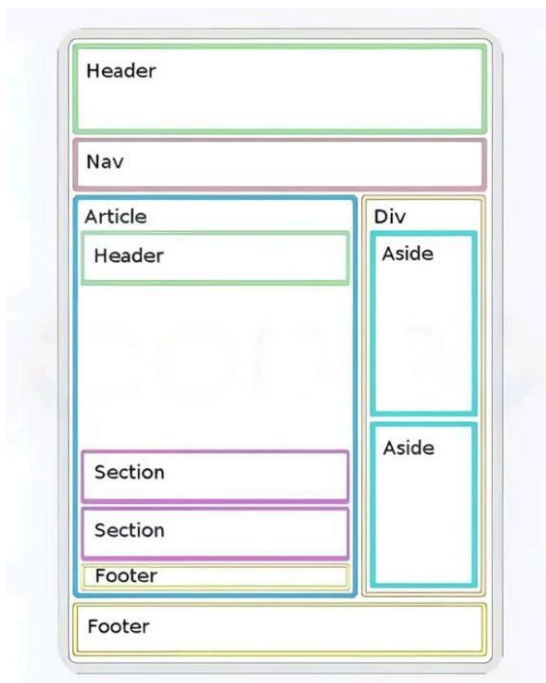 Header
Nav
Article
Header
Section
Section
Footer
Div
Aside
Aside
Footer